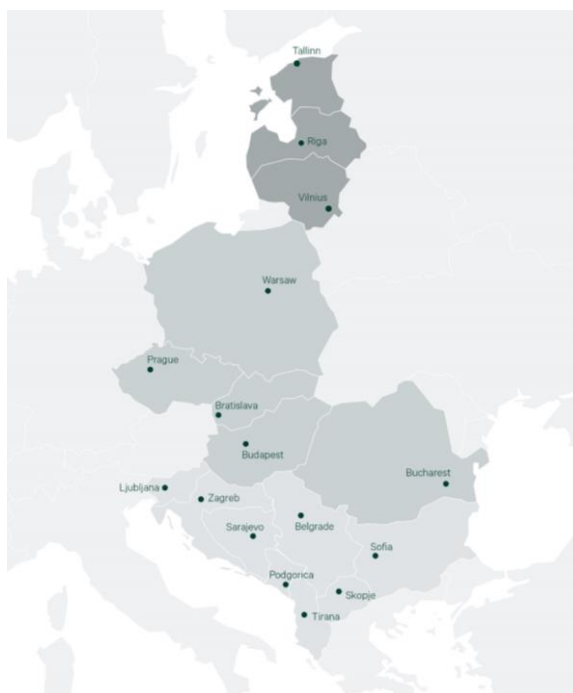 Tallinn
Riga
Vilnius
Warsaw
Prague
Bratislava
Budapest
Bucharest
Ljubljana
Zagreb
Sarajevo
Belgrade
Sofia
Podgorica
Skopje
Tirana